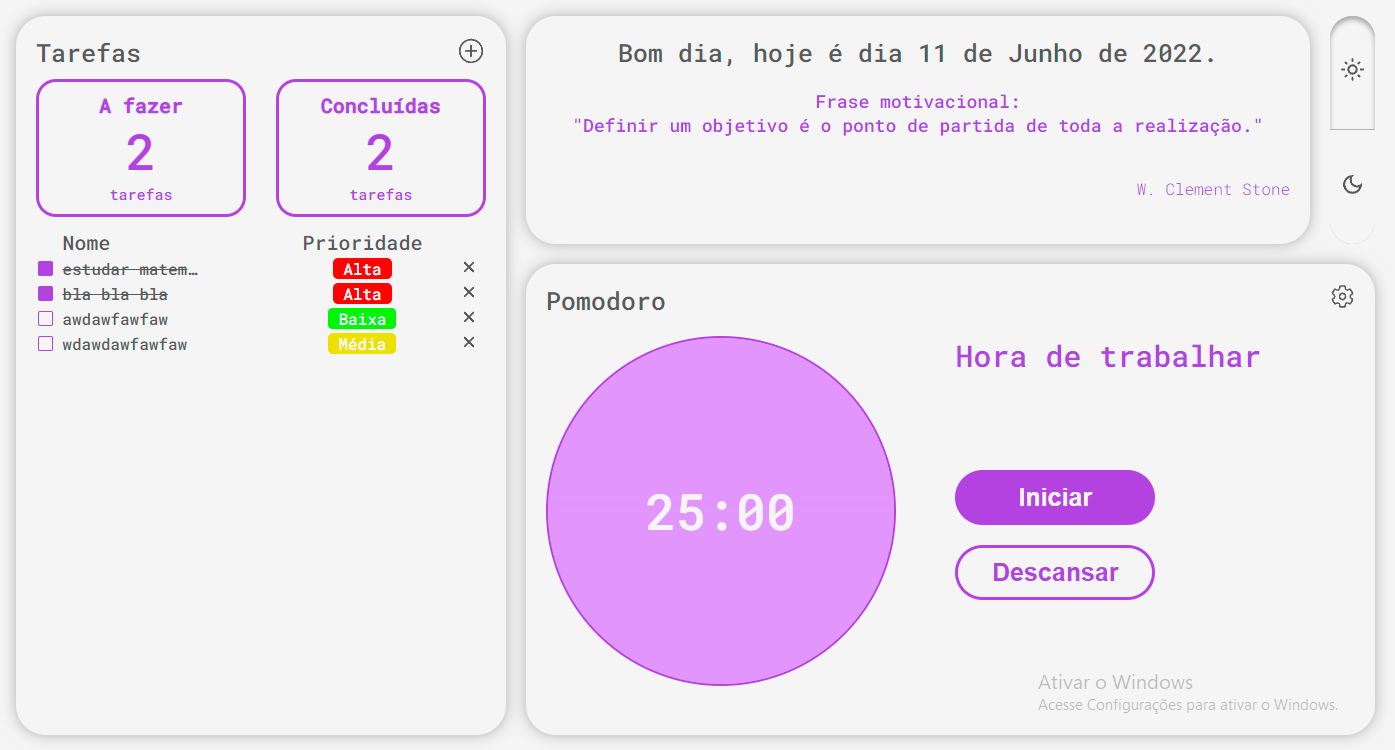 Tarefas
A fazer
2
tarefas
Concluídas
2
tarefas
Nome Prioridade
estudar matem… Alta
bla bla bla Alta
awdawfawfaw Baixa
wdawdawfawfaw Média
Bom dia, hoje é dia 11 de Junho de 2022.
Frase motivacional:
"Definir um objetivo é o ponto de partida de toda a realização."
W. Clement Stone
Pomodoro
25:00
Hora de trabalhar
Iniciar
Descansar
Ativar o Windows
Acesse Configurações para ativar o Windows.